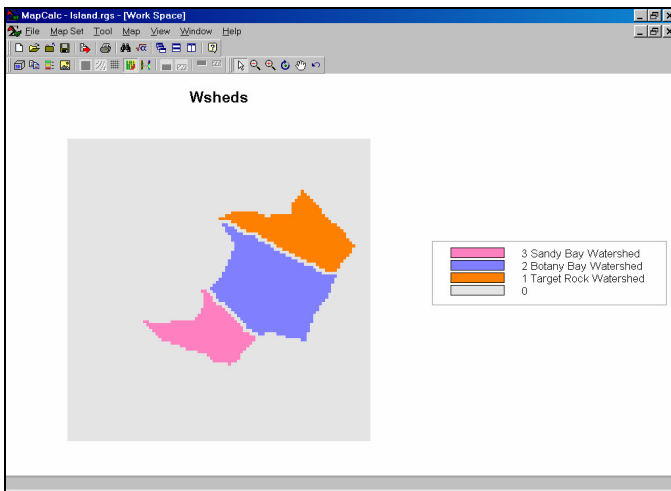 MapCalc - Island.rgs - [Work Space]
File Map Set Tool Map View Window Help
Wsheds
3 Sandy Bay Watershed
2 Botany Bay Watershed
1 Target Rock Watershed
0